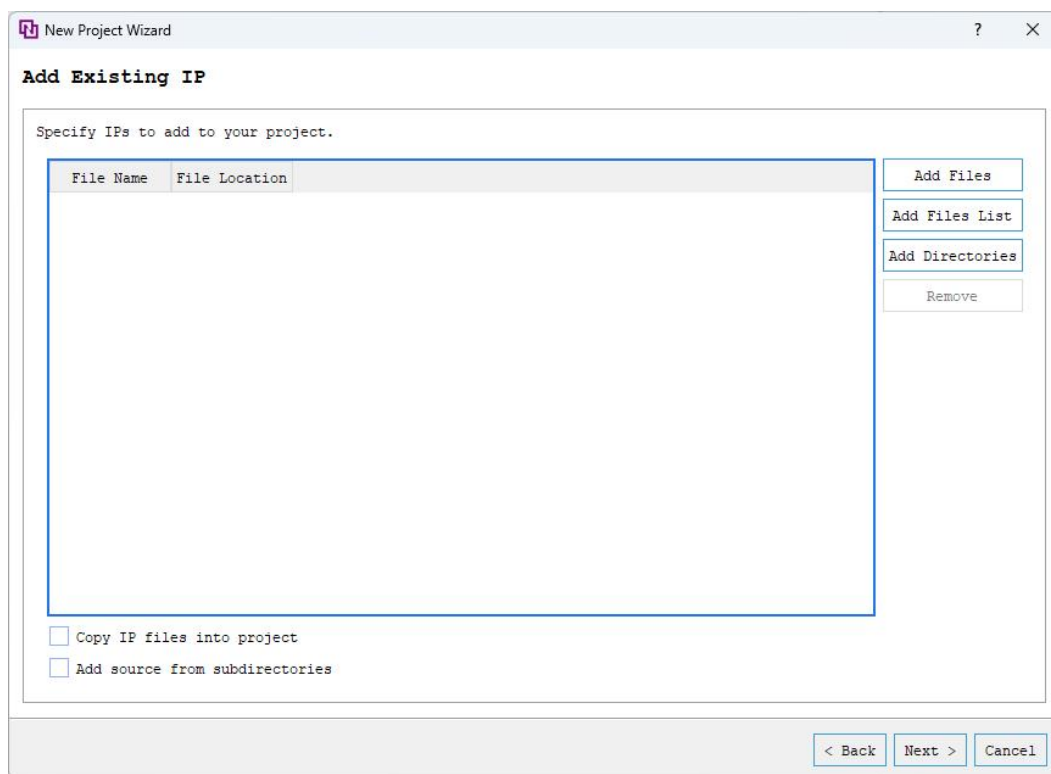 New Project Wizard ?
Add Existing IP
Specify IPs to add to your project.
File Name File Location
Add Files
Add Files List
Add Directories
Remove
Copy IP files into project
Add source from subdirectories
< Back Next > Cancel